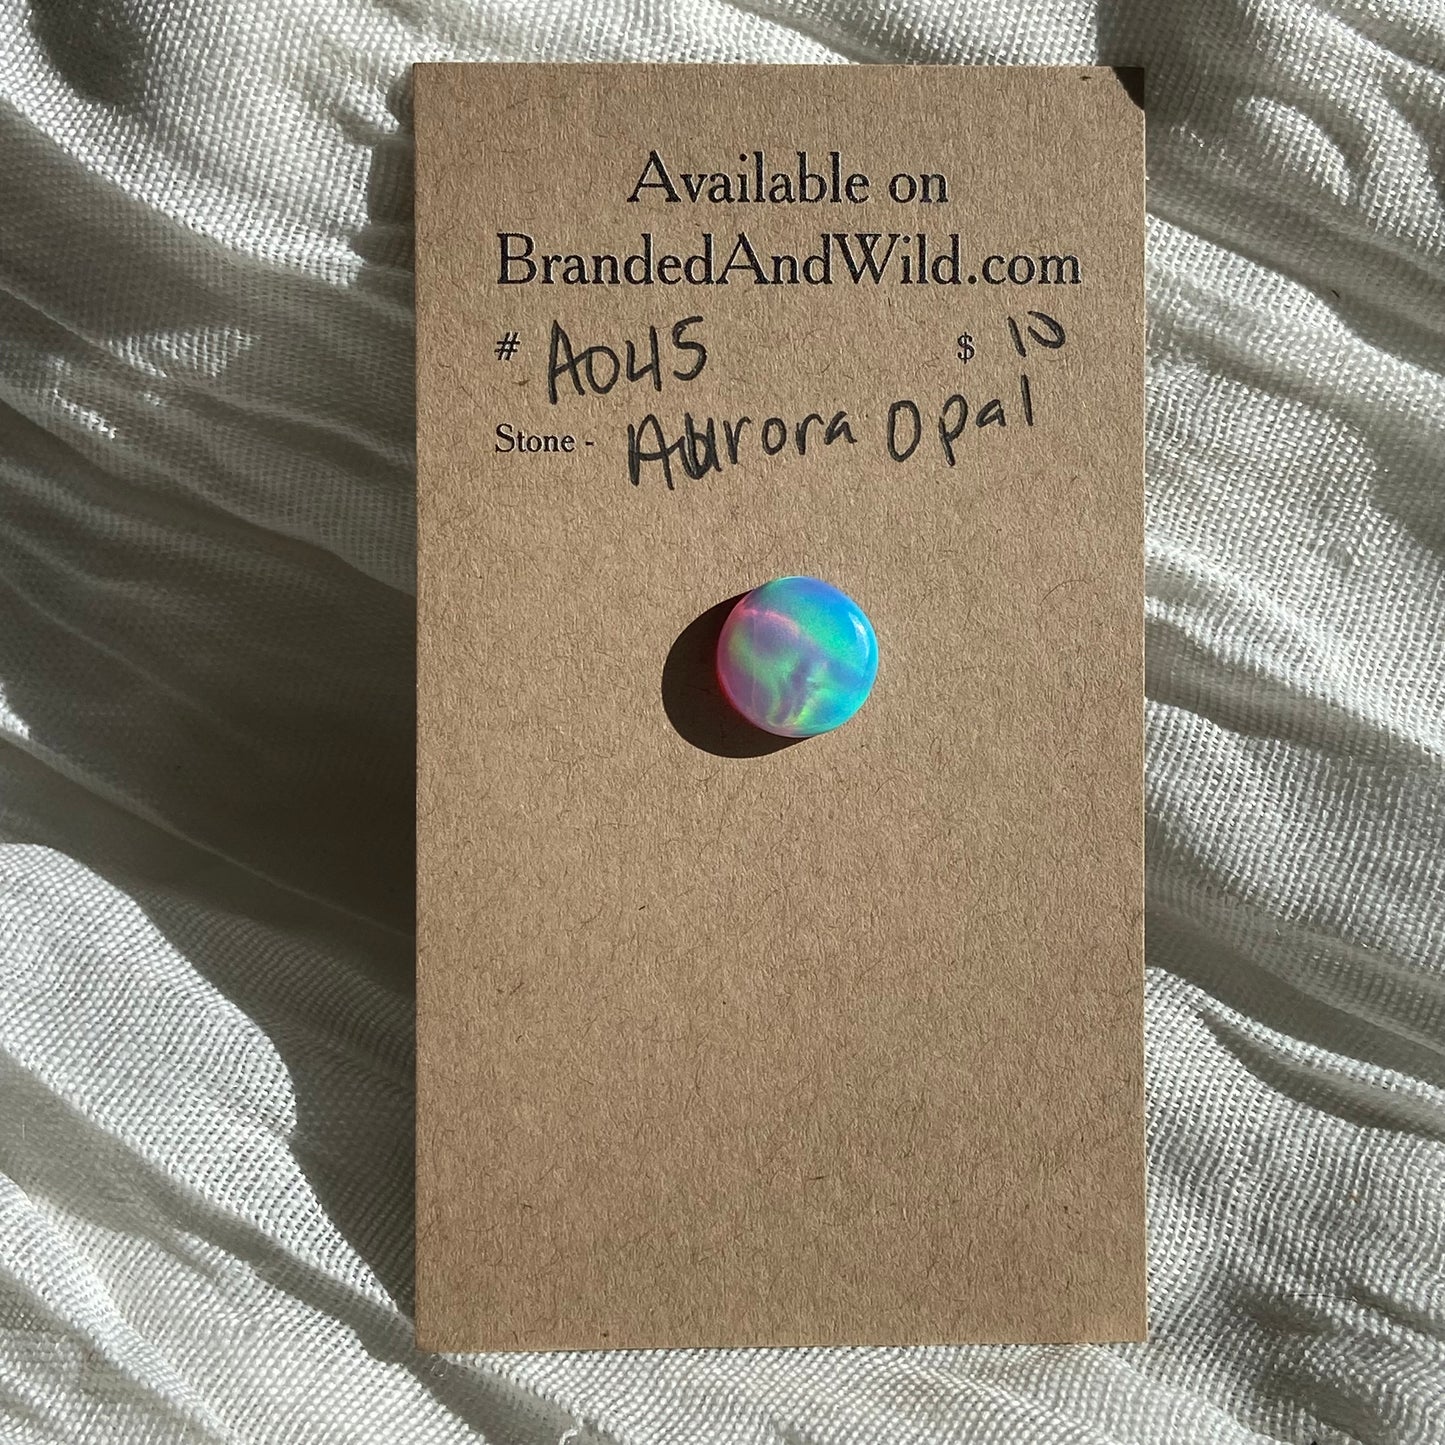 Available on
BrandedAndWild.com
# A045 $ 10
Stone - Aurora Opal